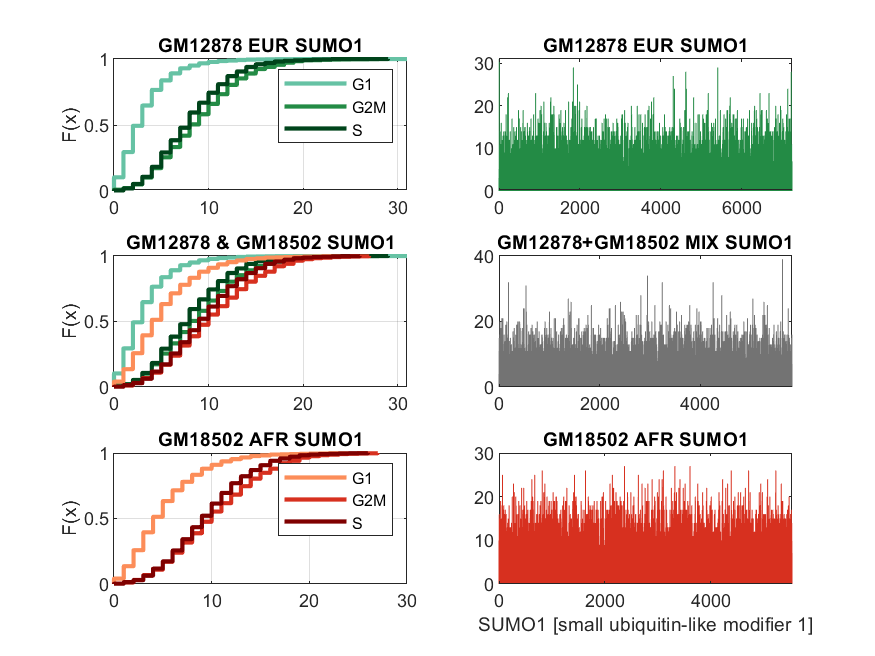 GM12878 EUR SUMO1
1
0.5
0
F(x)
0 10 20 30
G1
G2M
S
GM12878 EUR SUMO1
30
20
10
0
0 2000 4000 6000
GM12878 & GM18502 SUMO1
1
0.5
0
F(x)
0 10 20 30
GM12878+GM18502 MIX SUMO1
40
20
0
0 2000 4000
GM18502 AFR SUMO1
1
0.5
0
F(x)
0 10 20 30
G1
G2M
S
GM18502 AFR SUMO1
30
20
10
0
0 2000 4000
SUMO1 [small ubiquitin-like modifier 1]